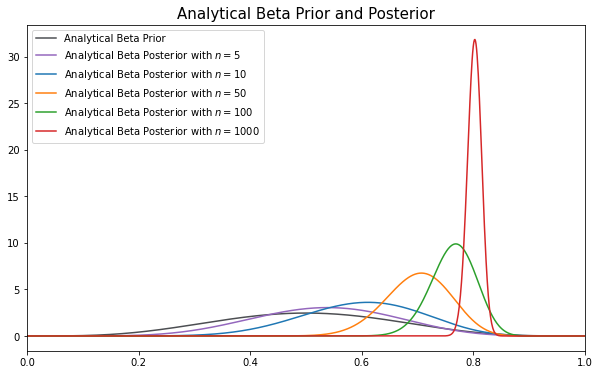 Analytical Beta Prior and Posterior
Analytical Beta Prior
Analytical Beta Posterior with n = 5
Analytical Beta Posterior with n = 10
Analytical Beta Posterior with n = 50
Analytical Beta Posterior with n = 100
Analytical Beta Posterior with n = 1000
30
25
20
15
10
5
0
0.0 0.2 0.4 0.6 0.8 1.0